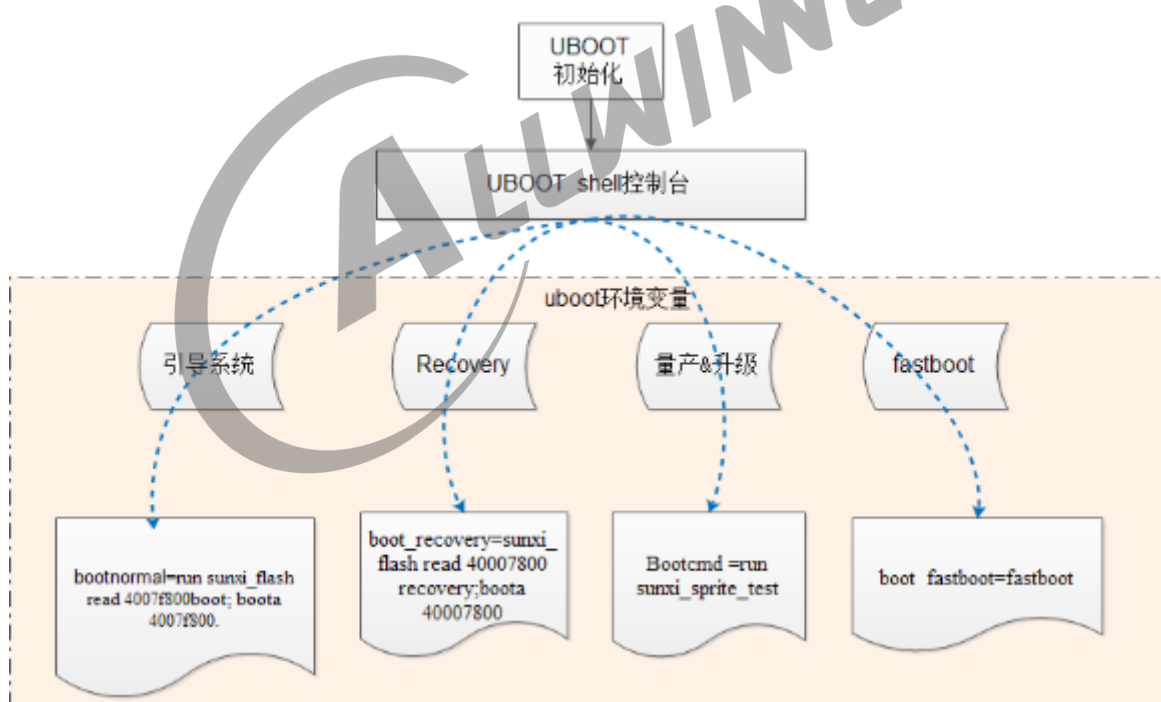 UBOOT
初始化
ALLWINNE
UBOOT shell控制台
uboot环境变量
引导系统
Recovery
量产&升级
fastboot
bootnormal=run sunxi_flash
read 4007f800boot; boota
4007f800.
boot_recovery=sunxi_
flash read 40007800
recovery;boota
40007800
Bootcmd =run
sunxi_sprite_test
boot fastboot=fastboot